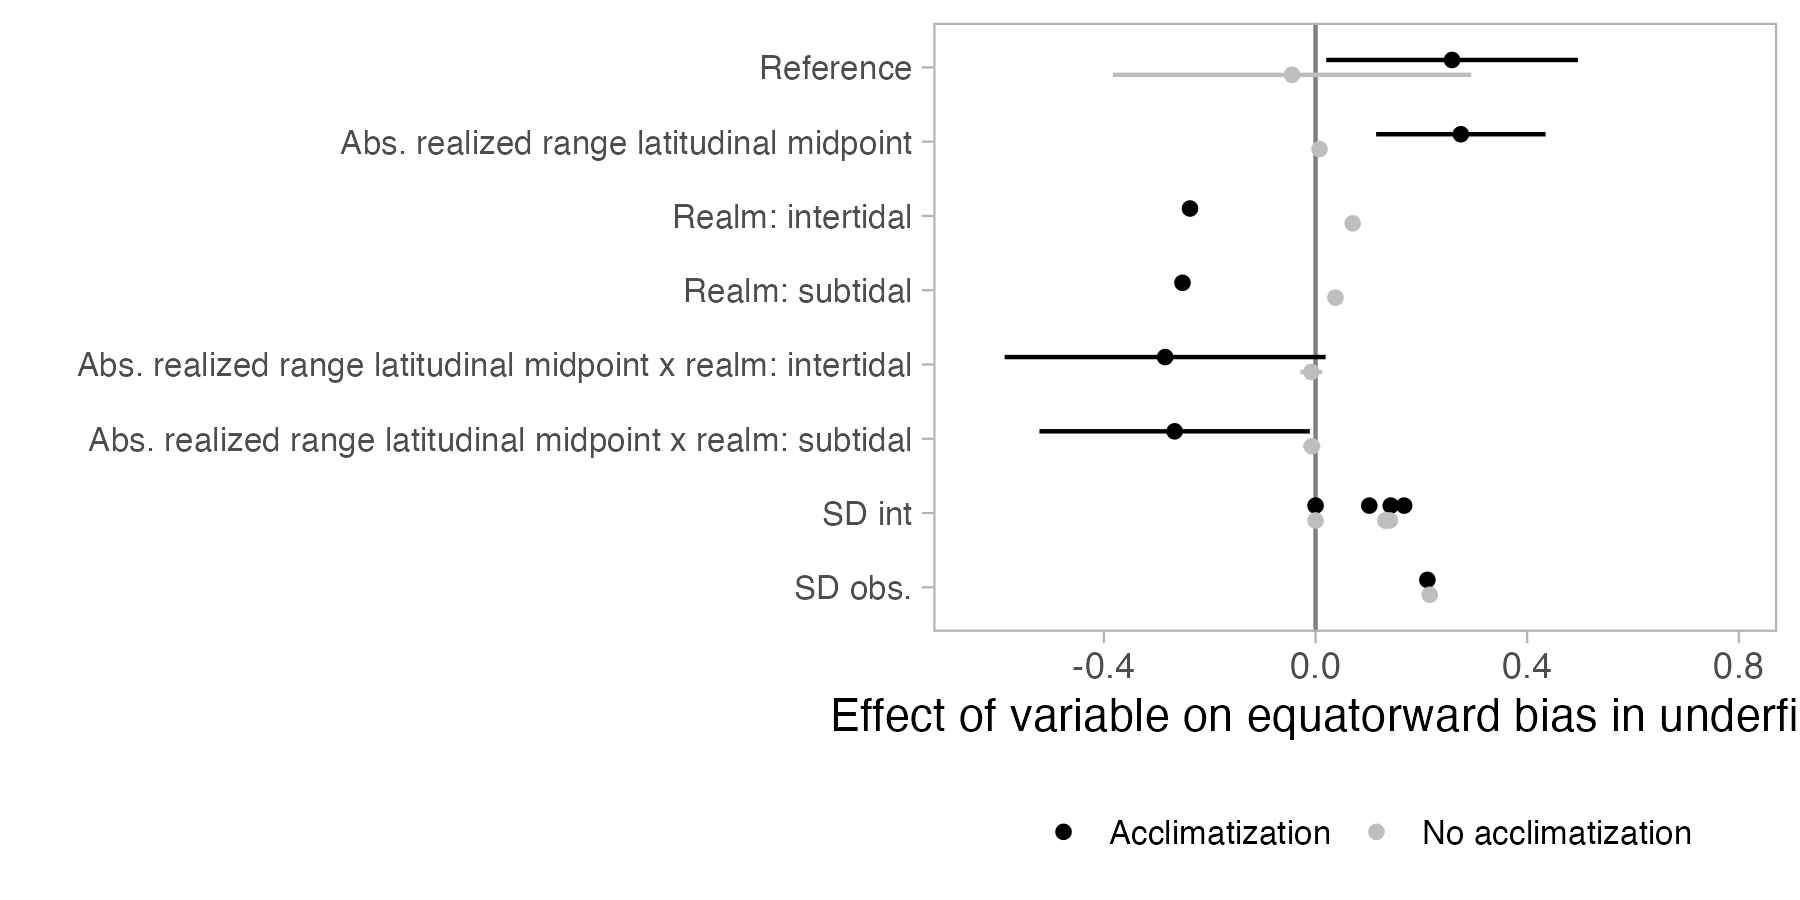 Reference
Abs. realized range latitudinal midpoint
Realm: intertidal
Realm: subtidal
Abs. realized range latitudinal midpoint x realm: intertidal
Abs. realized range latitudinal midpoint x realm: subtidal
SD int
SD obs.
-0.4 0.0 0.4 0.8
Effect of variable on equatorward bias in underfi
Acclimatization No acclimatization